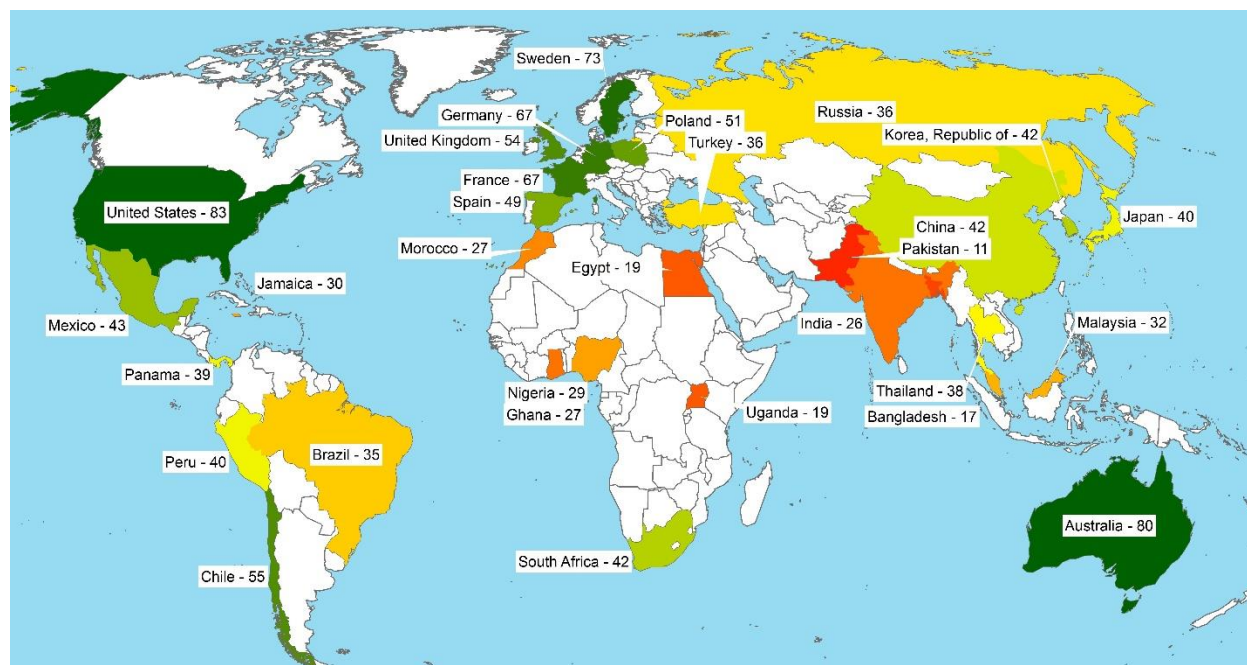 Sweden - 73
Germany - 67
Poland - 51
Russia - 36
United Kingdom - 54
Turkey - 36
Korea, Republic of - 42
France - 67
Spain - 49
United States - 83
Japan - 40
China - 42
Morocco - 27
Pakistan - 11
Egypt - 19
Jamaica - 30
Mexico - 43
India - 26
Malaysia - 32
Panama - 39
Nigeria - 29
Thailand - 38
Ghana - 27
Uganda - 19
Bangladesh - 17
Peru - 40
Brazil - 35
Australia - 80
South Africa - 42
Chile - 55